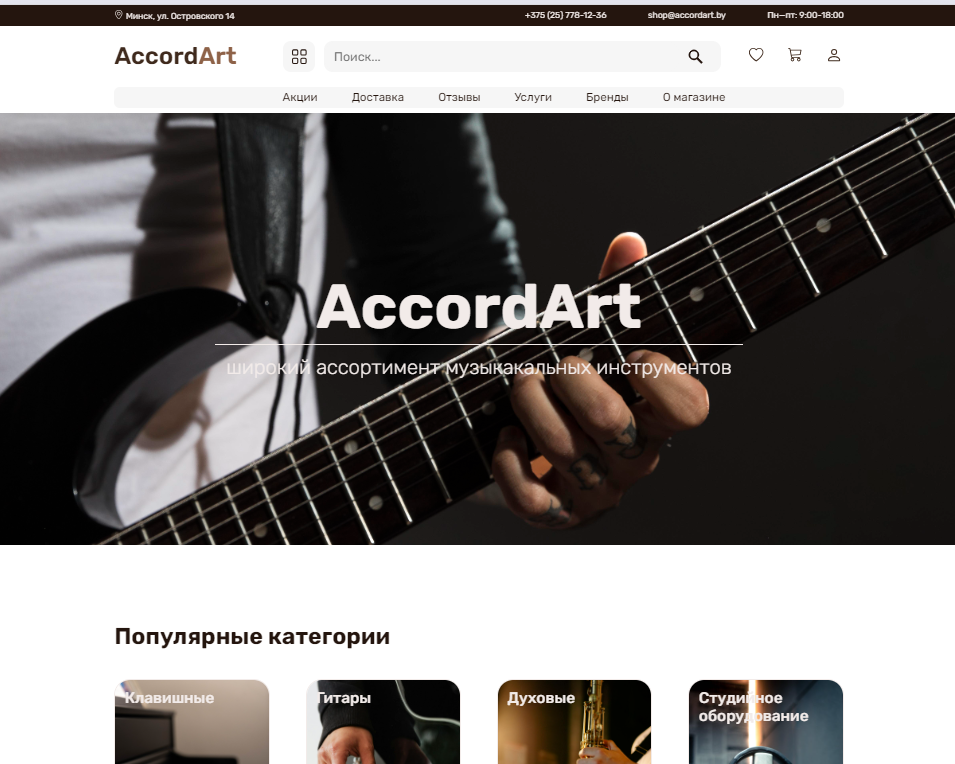 Минск, ул. Островского 14
+375 (25) 778-12-36
shop@accordart.by
Пн—пт: 9:00-18:00
AccordArt
Поиск...
Акции
Доставка
Отзывы
Услуги
Бренды
О магазине
AccordArt
широкий ассортимент музыкакальных инструментов
Популярные категории
Клавишные
Гитары
Духовые
Студийное
оборудование